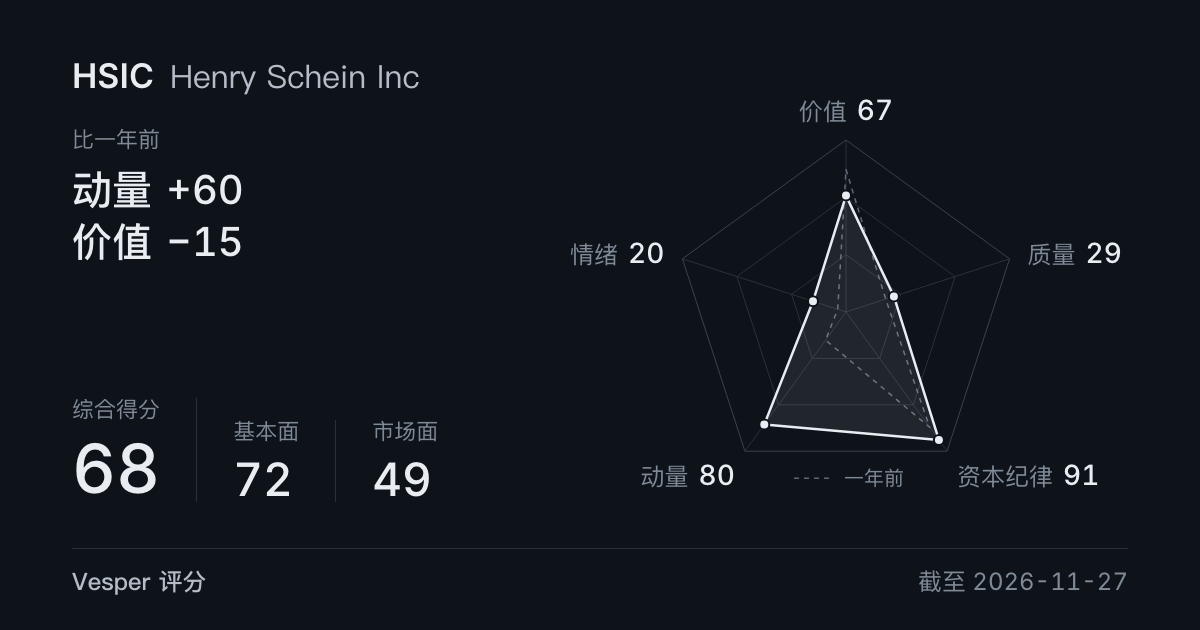 HSIC Henry Schein Inc
比一年前
动量 +60
价值 −15
综合得分
68
基本面
72
市场面
49
价值 67
情绪 20
质量 29
动量 80
一年前
资本纪律 91
Vesper 评分
截至 2026-11-27